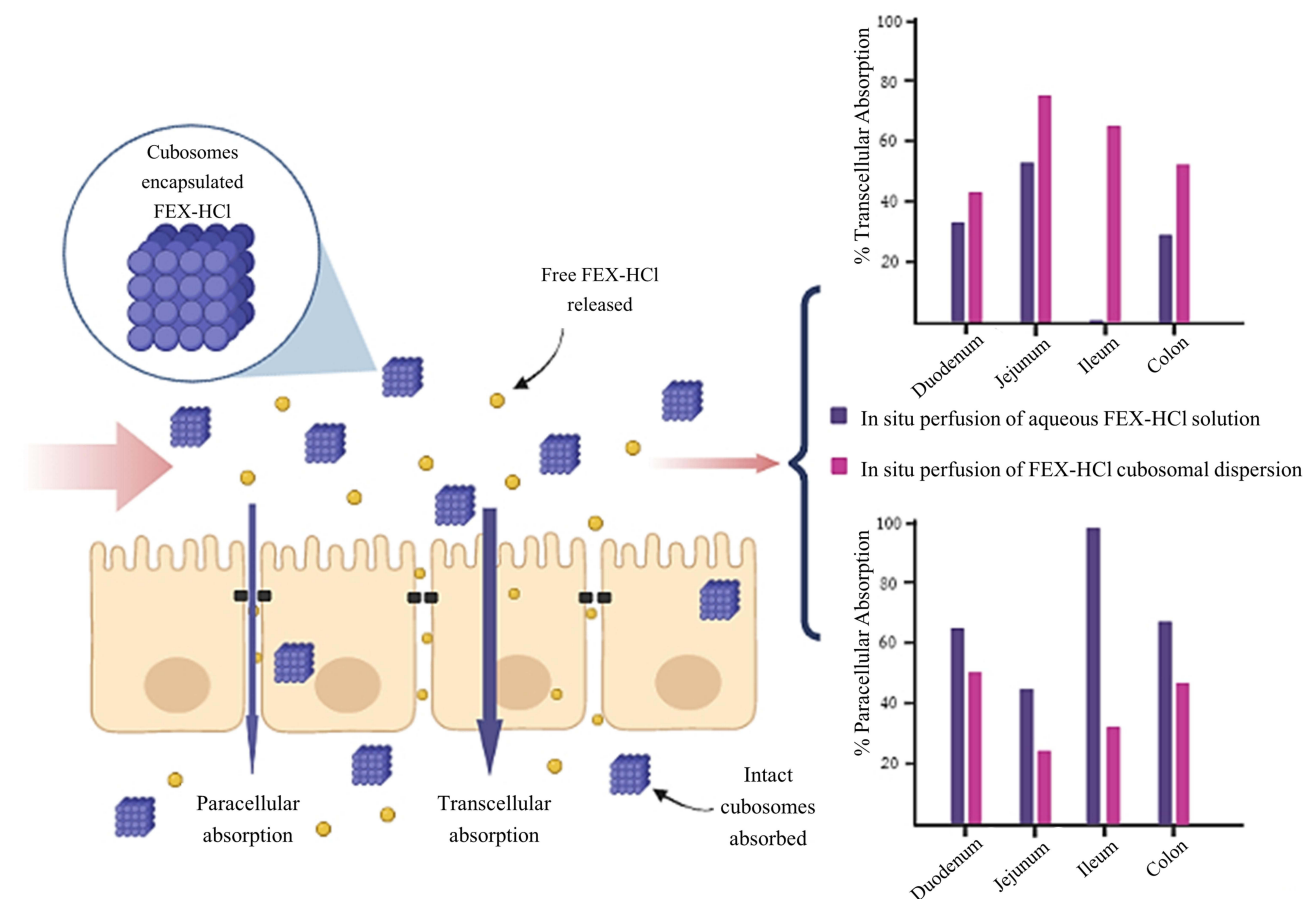 Cubosomes
encapsulated
FEX-HCl
Free FEX-HCl
released
Paracellular
absorption
Transcellular
absorption
Intact
cubosomes
absorbed
% Transcellular Absorption
100
80
60
40
20
Duodenum
Jejunum
Ileum
Colon
In situ perfusion of aqueous FEX-HCl solution
In situ perfusion of FEX-HCl cubosomal dispersion
% Paracellular Absorption
100
80
60
40
20
Duodenum
Jejunum
Ileum
Colon